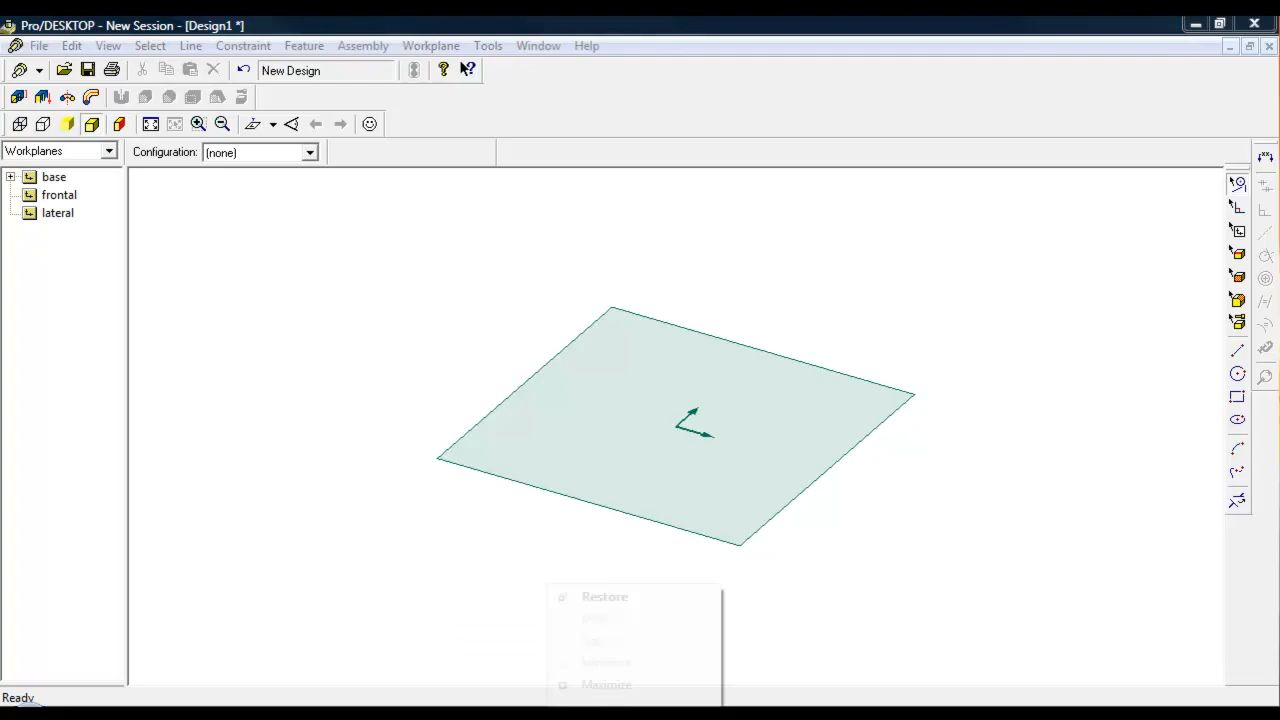 Pro/DESKTOP - New Session - [Design1 *]
File Edit View Select Line Constraint Feature Assembly Workplane Tools Window Help
New Design
Workplanes
Configuration: (none)
base
frontal
lateral
Restore
Maximize
Ready